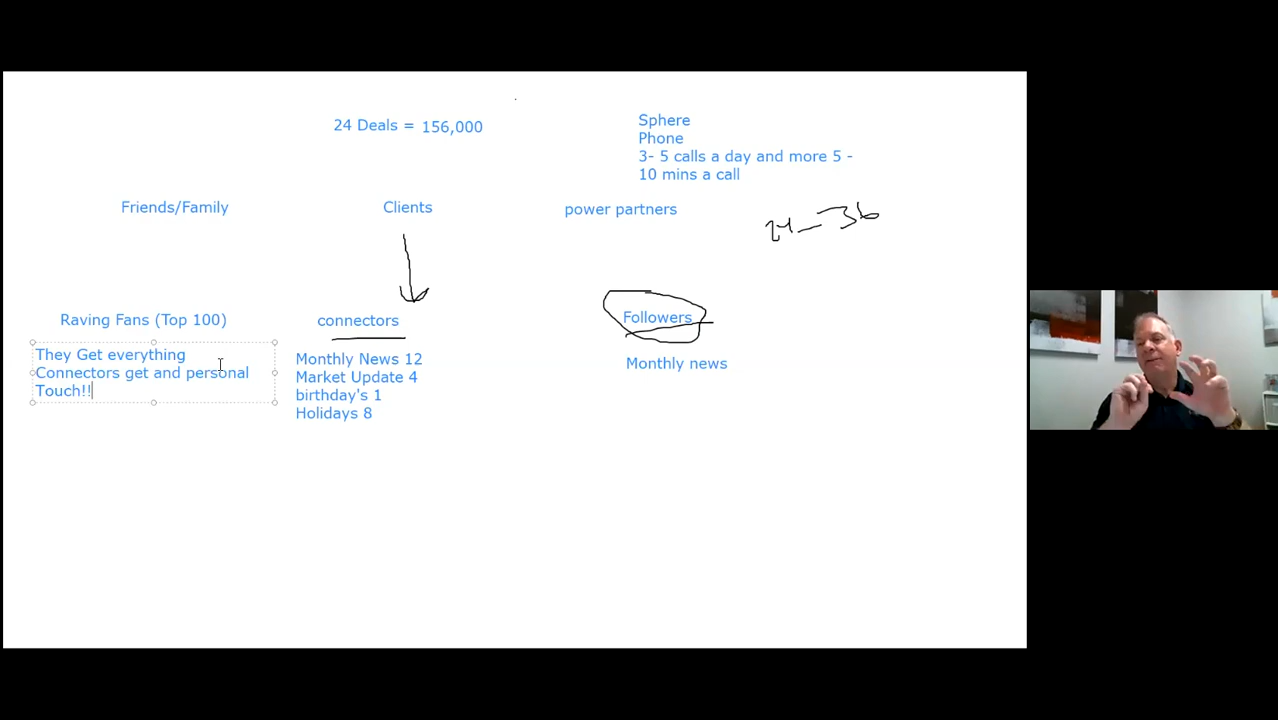 24 Deals = 156,000
Sphere
Phone
3- 5 calls a day and more 5 -
10 mins a call
Friends/Family
Clients
power partners
24-36
Raving Fans (Top 100)
They Get everything
Connectors get and personal
Touch!!
connectors
Monthly News 12
Market Update 4
birthday's 1
Holidays 8
Followers
Monthly news